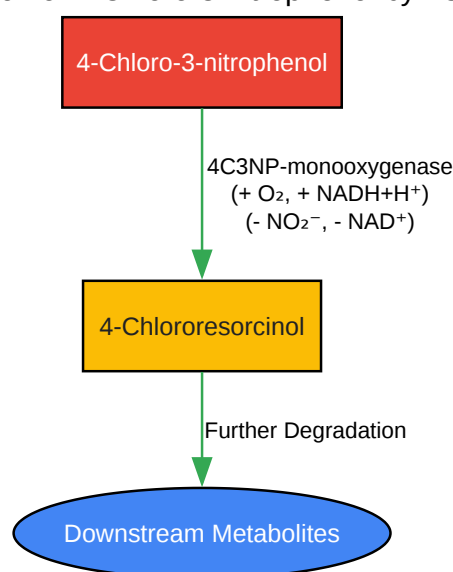 4-Chloro-3-nitrophenol
4C3NP-monooxygenase
(+ O₂, + NADH+H⁺)
(- NO₂⁻, - NAD⁺)
4-Chlororesorcinol
Further Degradation
Downstream Metabolites